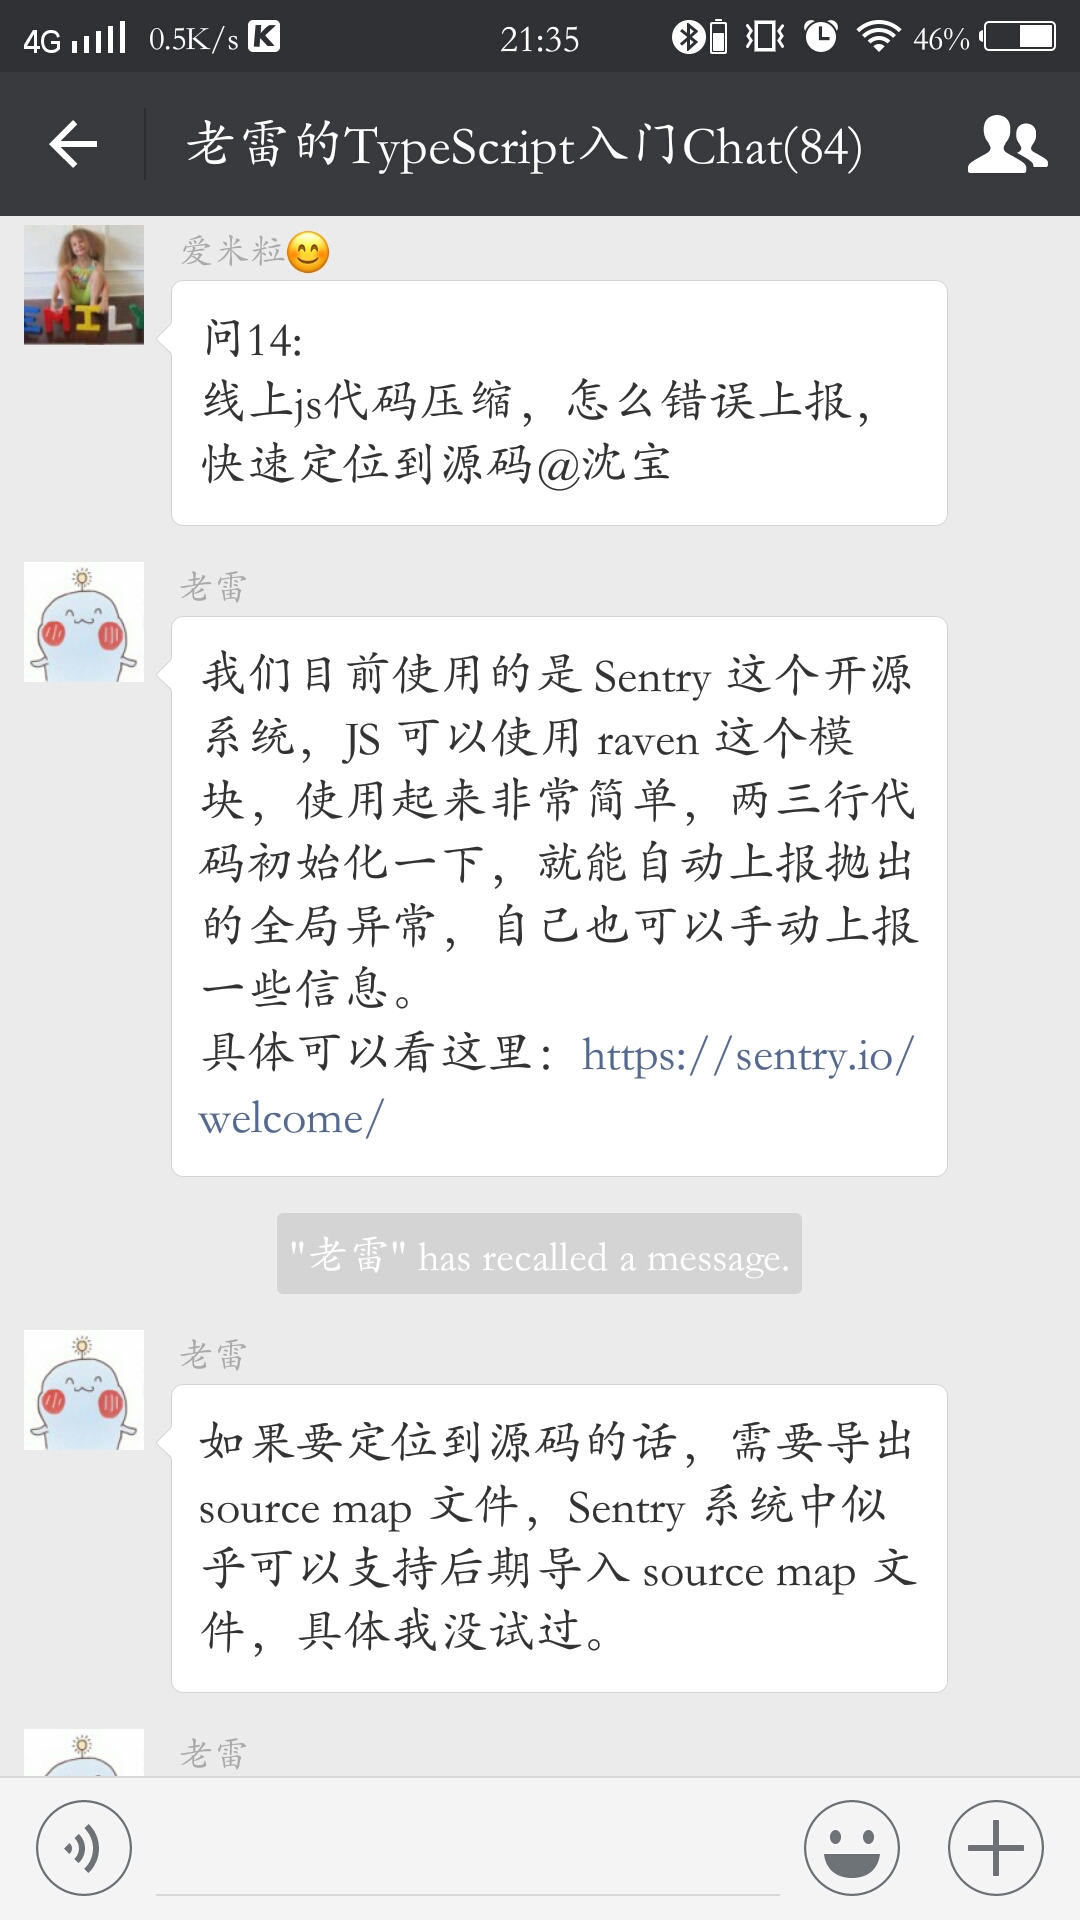 4G 0.5K/s K 21:35 46%
老雷的TypeScript入门Chat(84)
爱米粒😊
EMILY
问14:
线上js代码压缩，怎么错误上报，
快速定位到源码@沈宝
老雷
我们目前使用的是 Sentry 这个开源
系统，JS 可以使用 raven 这个模
块，使用起来非常简单，两三行代
码初始化一下，就能自动上报抛出
的全局异常，自己也可以手动上报
一些信息。
具体可以看这里：https://sentry.io/
welcome/
"老雷" has recalled a message.
老雷
如果要定位到源码的话，需要导出
source map 文件，Sentry 系统中似
乎可以支持后期导入 source map 文
件，具体我没试过。
老雷